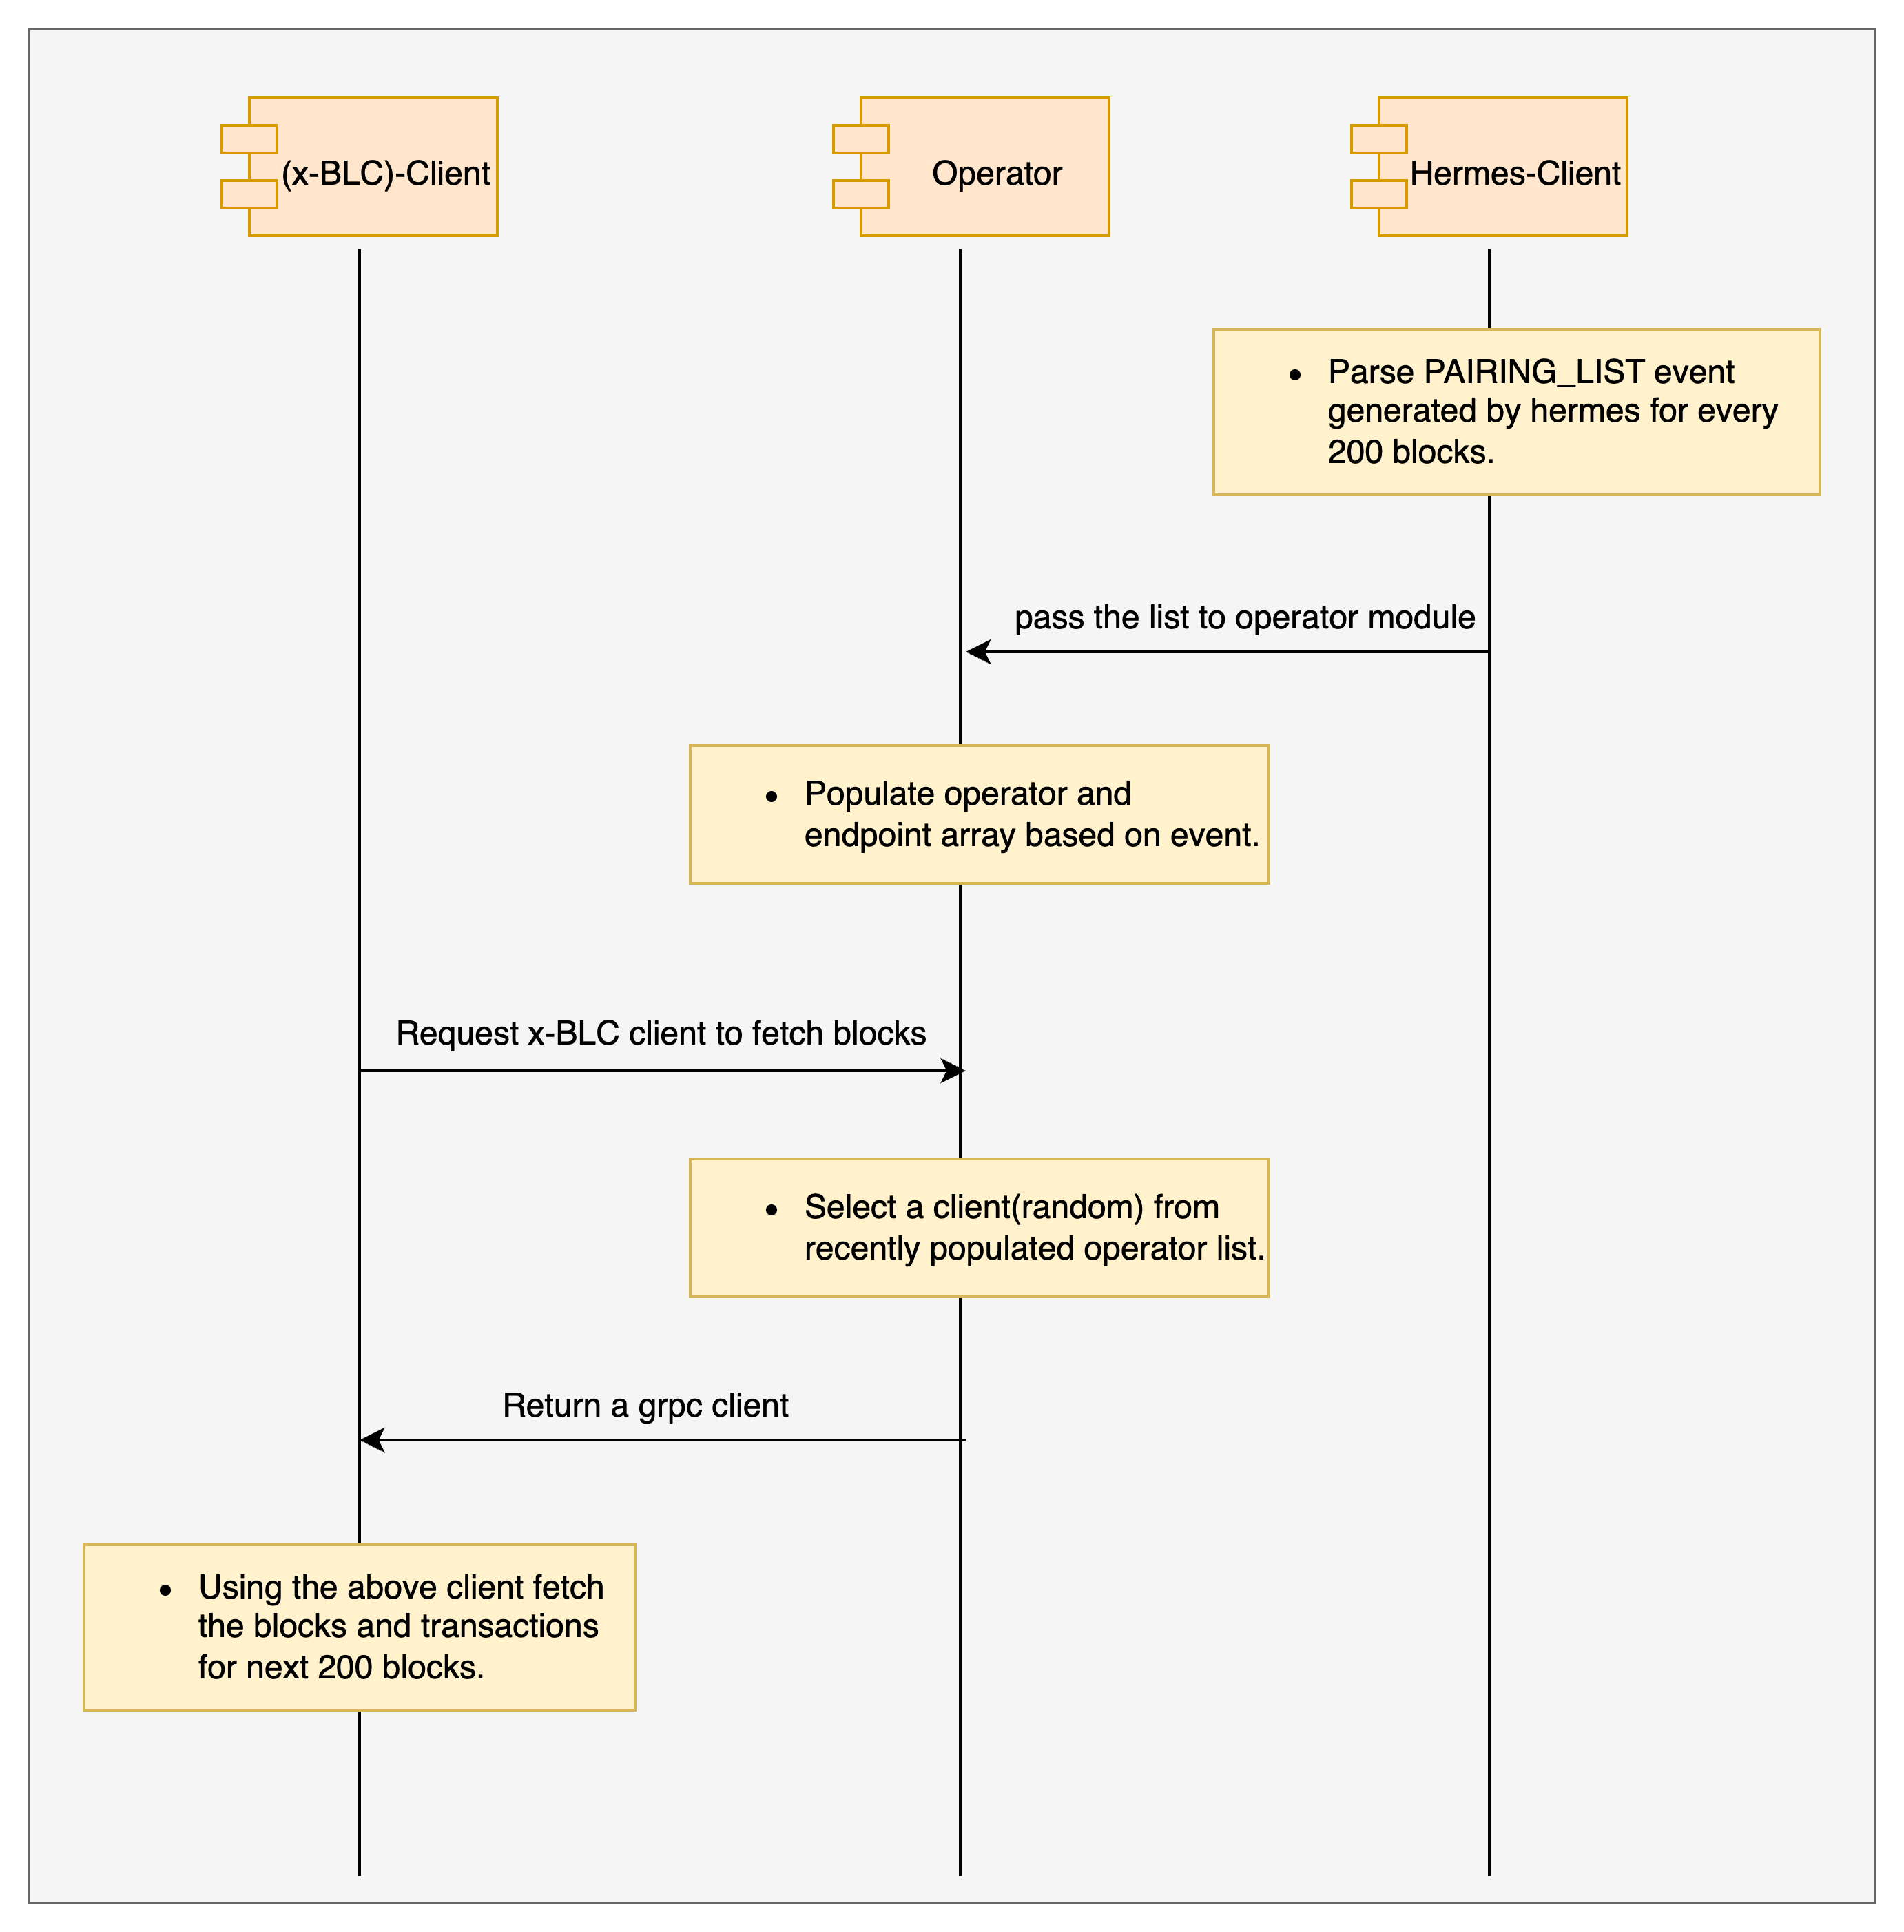 (x-BLC)-Client
Operator
Hermes-Client
• Parse PAIRING_LIST event
generated by hermes for every
200 blocks.
pass the list to operator module
• Populate operator and
endpoint array based on event.
Request x-BLC client to fetch blocks
• Select a client(random) from
recently populated operator list.
Return a grpc client
• Using the above client fetch
the blocks and transactions
for next 200 blocks.